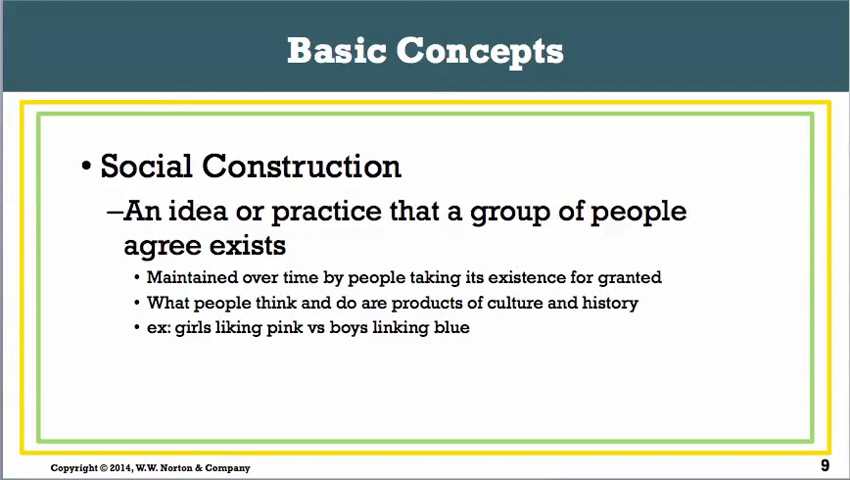 Basic Concepts
• Social Construction
–An idea or practice that a group of people
agree exists
• Maintained over time by people taking its existence for granted
• What people think and do are products of culture and history
• ex: girls liking pink vs boys linking blue
Copyright © 2014, W.W. Norton & Company
9